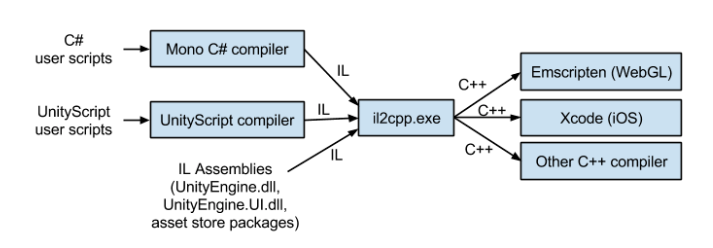 C#
user scripts
Mono C# compiler
IL
UnityScript
user scripts
UnityScript compiler
IL
IL
IL Assemblies
(UnityEngine.dll,
UnityEngine.UI.dll,
asset store packages)
il2cpp.exe
C++
C++
C++
Emscripten (WebGL)
Xcode (iOS)
Other C++ compiler